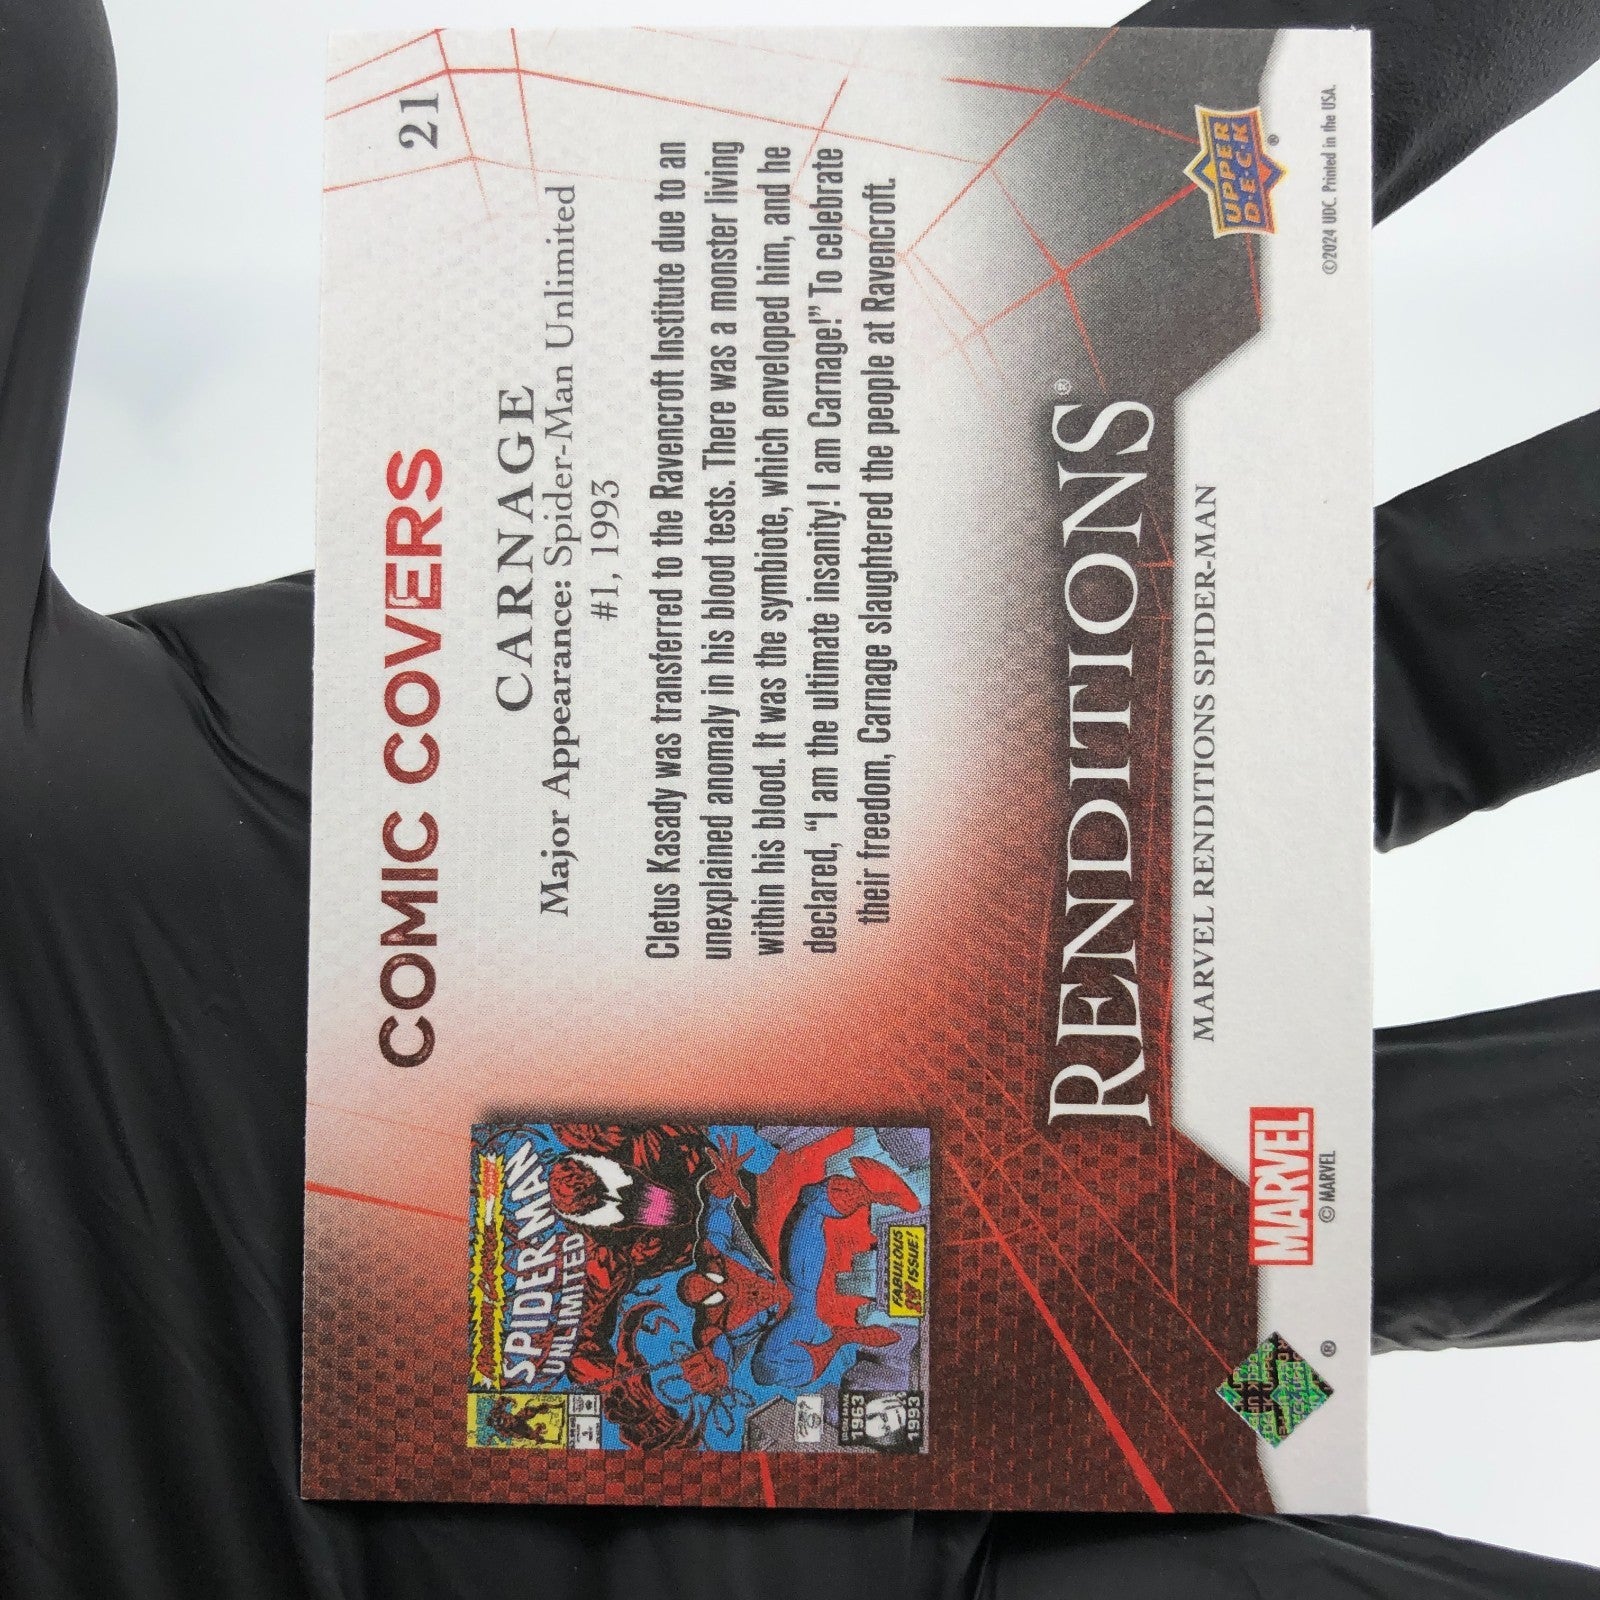 21
COMIC COVERS
CARNAGE
Major Appearance: Spider-Man Unlimited
#1, 1993
Cletus Kasady was transferred to the Ravencroft Institute due to an
unexplained anomaly in his blood tests. There was a monster living
within his blood. It was the symbiote, which enveloped him, and he
declared, “I am the ultimate insanity! I am Carnage!” To celebrate
their freedom, Carnage slaughtered the people at Ravencroft.
SPIDER-MAN
UNLIMITED
1963
1993
FABULOUS
1st ISSUE!
RENDITIONS®
MARVEL RENDITIONS SPIDER-MAN
®
MARVEL
© MARVEL
UPPER
D·E·C·K
®
©2024 UDC. Printed in the USA.